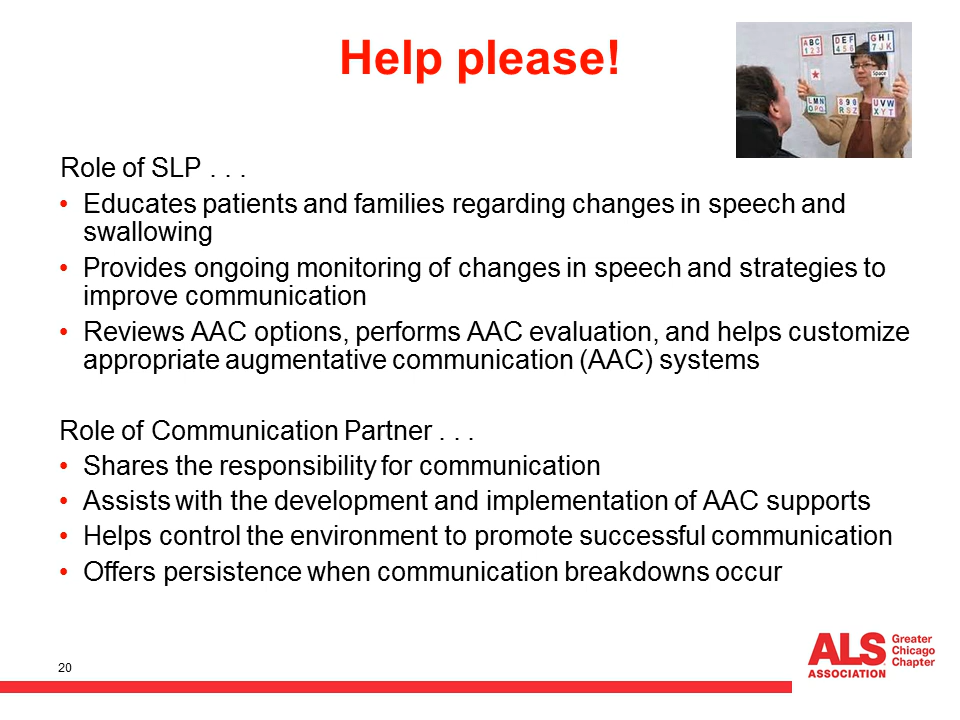 Help please!
ABC DEF GHI
123 456 7JK
Space
LMN 890 UVW
OPQ RSZ XYT
Role of SLP . . .
• Educates patients and families regarding changes in speech and
swallowing
• Provides ongoing monitoring of changes in speech and strategies to
improve communication
• Reviews AAC options, performs AAC evaluation, and helps customize
appropriate augmentative communication (AAC) systems
Role of Communication Partner . . .
• Shares the responsibility for communication
• Assists with the development and implementation of AAC supports
• Helps control the environment to promote successful communication
• Offers persistence when communication breakdowns occur
20
ALS
ASSOCIATION
Greater
Chicago
Chapter